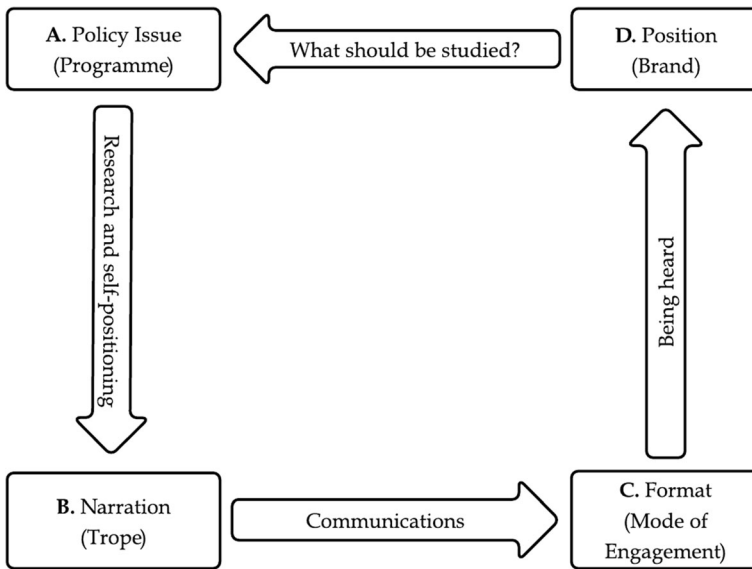 A. Policy Issue
(Programme)
What should be studied?
D. Position
(Brand)
Research and self-positioning
Being heard
B. Narration
(Trope)
Communications
C. Format
(Mode of
Engagement)